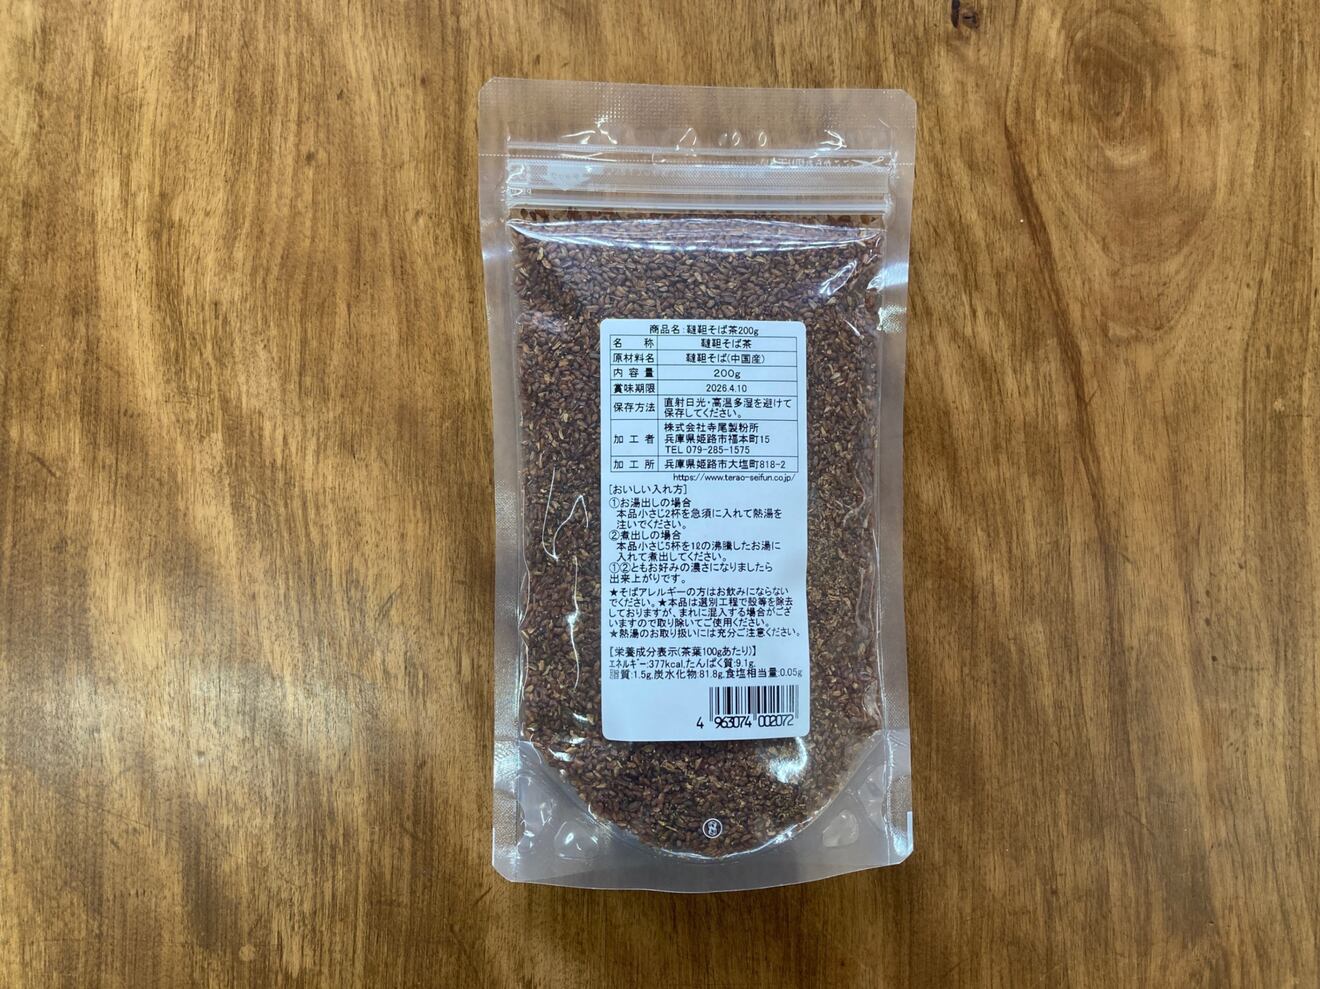 商品名:韃靼そば茶200g
名 称 韃靼そば茶
原材料名 韃靼そば(中国産)
内 容 量 200g
賞味期限 2026.4.10
保存方法 直射日光・高温多湿を避けて
保存してください。
加 工 者 株式会社寺尾製粉所
兵庫県姫路市福本町15
TEL 079-285-1575
加 工 所 兵庫県姫路市大塩町818-2
https://www.terao-seifun.co.jp/
[おいしい入れ方]
①お湯出しの場合
本品小さじ2杯を急須に入れて熱湯を
注いでください。
②煮出しの場合
本品小さじ5杯を1ℓの沸騰したお湯に
入れて煮出してください。
①②ともお好みの濃さになりましたら
出来上がりです。
★そばアレルギーの方はお飲みにならない
でください。★本品は選別工程で殻等を除去
しておりますが、まれに混入する場合がござ
いますので取り除いてご使用ください。
★熱湯のお取り扱いには充分ご注意ください。
【栄養成分表示(茶葉100gあたり)】
エネルギー:377kcal,たんぱく質:9.1g,
脂質:1.5g,炭水化物:81.8g,食塩相当量:0.05g
4 963074 002072